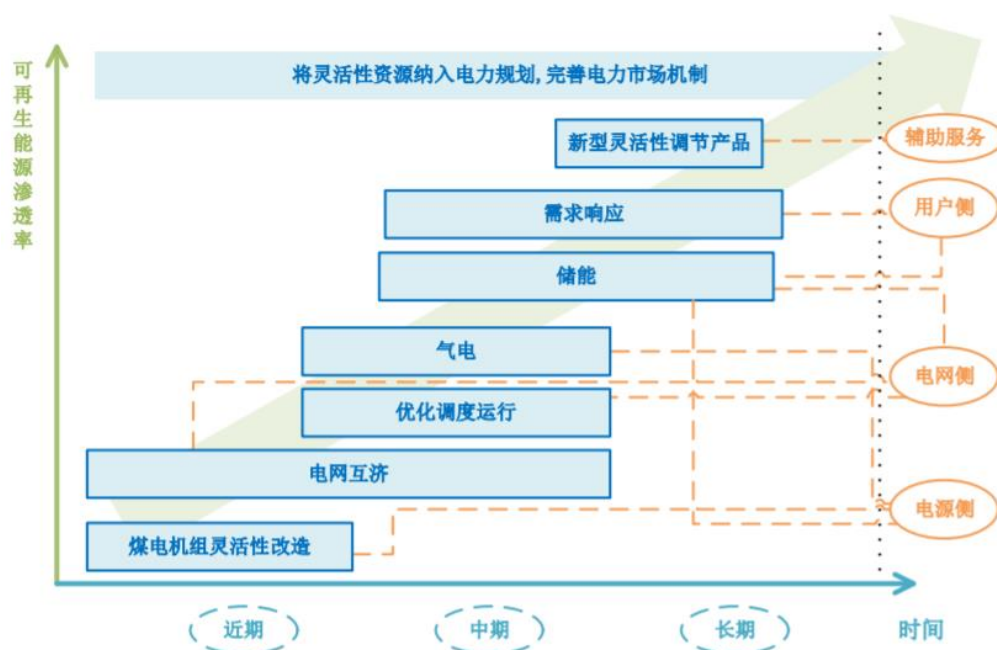 可再生能源渗透率
将灵活性资源纳入电力规划,完善电力市场机制
新型灵活性调节产品
辅助服务
需求响应
用户侧
储能
气电
电网侧
优化调度运行
电网互济
电源侧
煤电机组灵活性改造
近期
中期
长期
时间